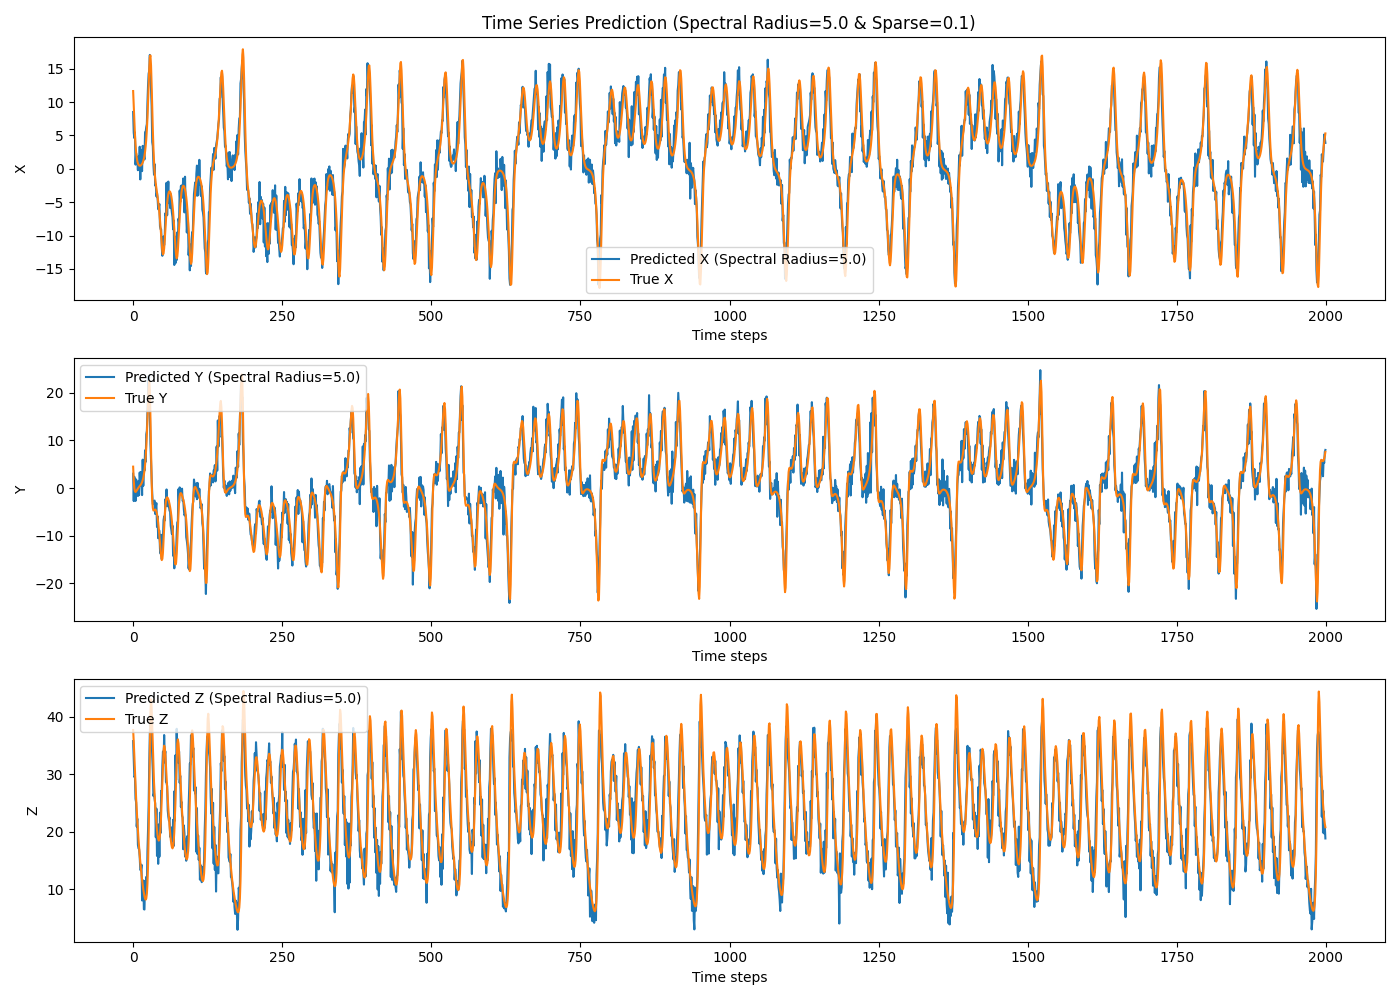 Time Series Prediction (Spectral Radius=5.0 & Sparse=0.1)
15
10
5
0
−5
−10
−15
X
Predicted X (Spectral Radius=5.0)
True X
0 250 500 750 1000 1250 1500 1750 2000
Time steps
20
10
0
−10
−20
Y
Predicted Y (Spectral Radius=5.0)
True Y
0 250 500 750 1000 1250 1500 1750 2000
Time steps
40
30
20
10
Z
Predicted Z (Spectral Radius=5.0)
True Z
0 250 500 750 1000 1250 1500 1750 2000
Time steps